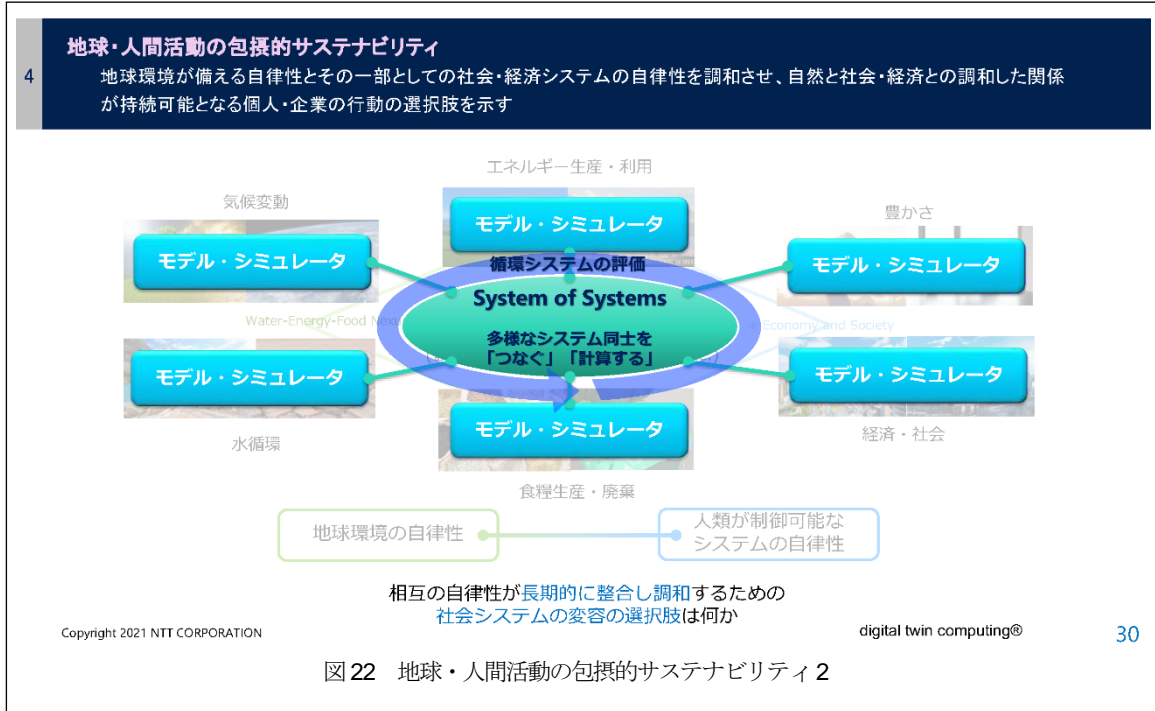 4
地球・人間活動の包摂的サステナビリティ
地球環境が備える自律性とその一部としての社会・経済システムの自律性を調和させ、自然と社会・経済との調和した関係
が持続可能となる個人・企業の行動の選択肢を示す
エネルギー生産・利用
気候変動
豊かさ
モデル・シミュレータ
モデル・シミュレータ
モデル・シミュレータ
循環システムの評価
System of Systems
Water-Energy-Food
Economy and Society
多様なシステム同士を
「つなぐ」「計算する」
モデル・シミュレータ
モデル・シミュレータ
モデル・シミュレータ
水循環
経済・社会
食糧生産・廃棄
地球環境の自律性
人類が制御可能な
システムの自律性
相互の自律性が長期的に整合し調和するための
社会システムの変容の選択肢は何か
Copyright 2021 NTT CORPORATION
digital twin computing®
30
図22 地球・人間活動の包摂的サステナビリティ2